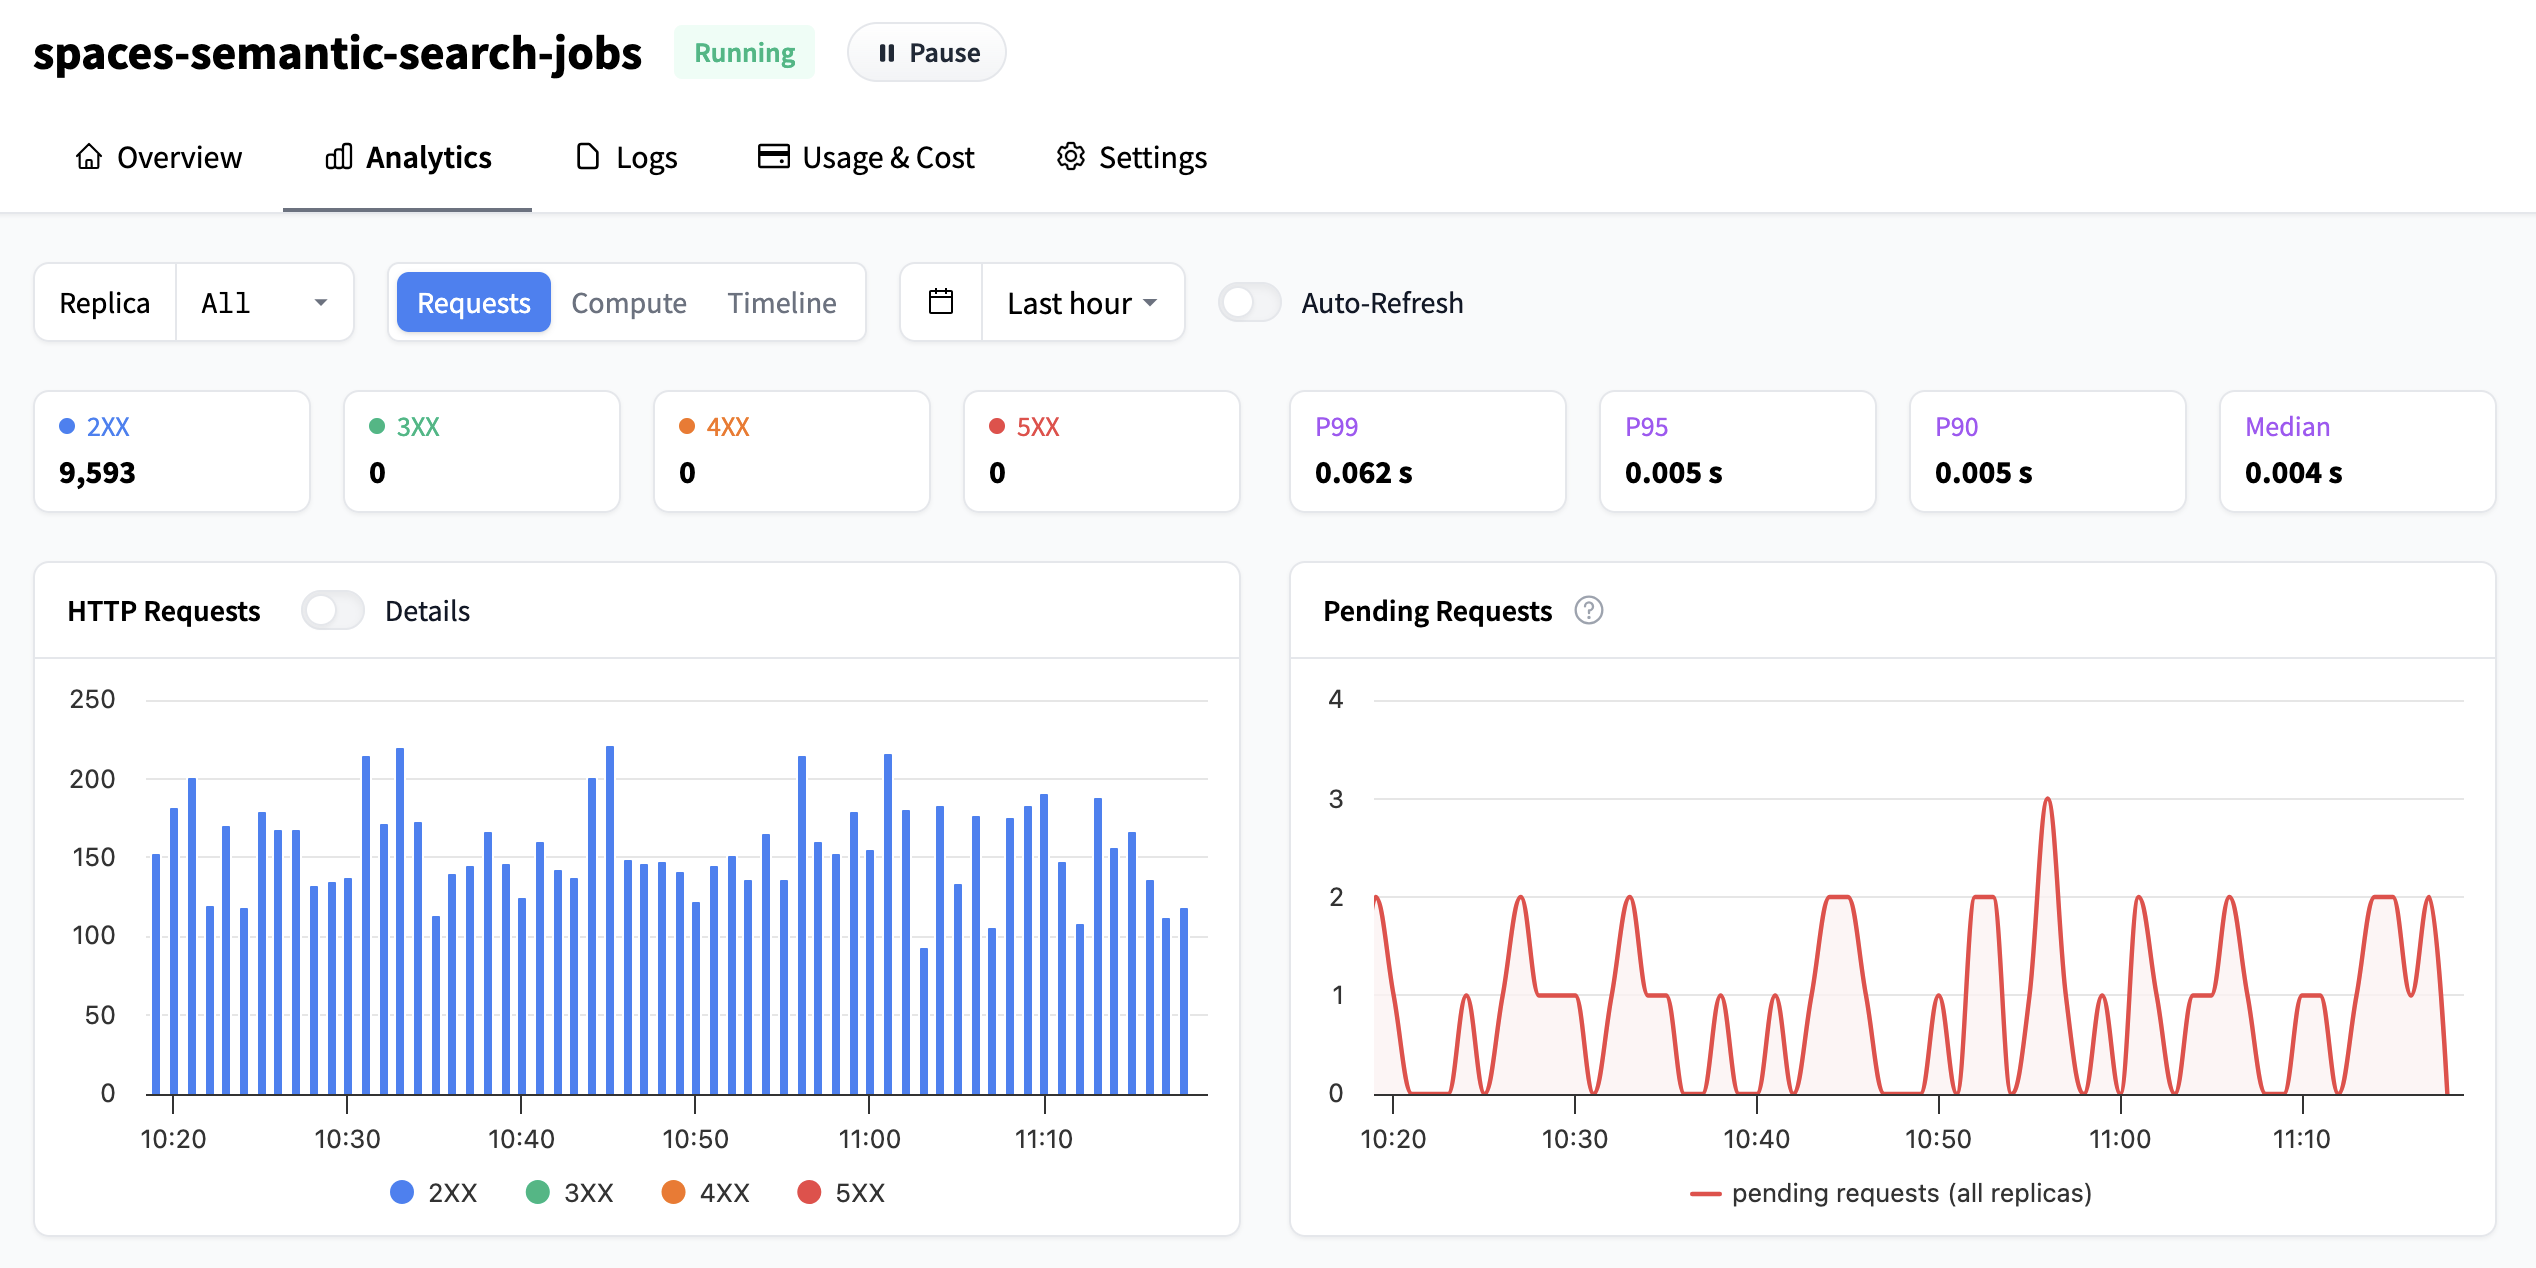 spaces-semantic-search-jobs Running Pause
Overview Analytics Logs Usage & Cost Settings
Replica All Requests Compute Timeline Last hour Auto-Refresh
2XX 3XX 4XX 5XX P99 P95 P90 Median
9,593 0 0 0 0.062 s 0.005 s 0.005 s 0.004 s
HTTP Requests Details
250
200
150
100
50
0
10:20 10:30 10:40 10:50 11:00 11:10
2XX 3XX 4XX 5XX
Pending Requests ?
4
3
2
1
0
10:20 10:30 10:40 10:50 11:00 11:10
pending requests (all replicas)